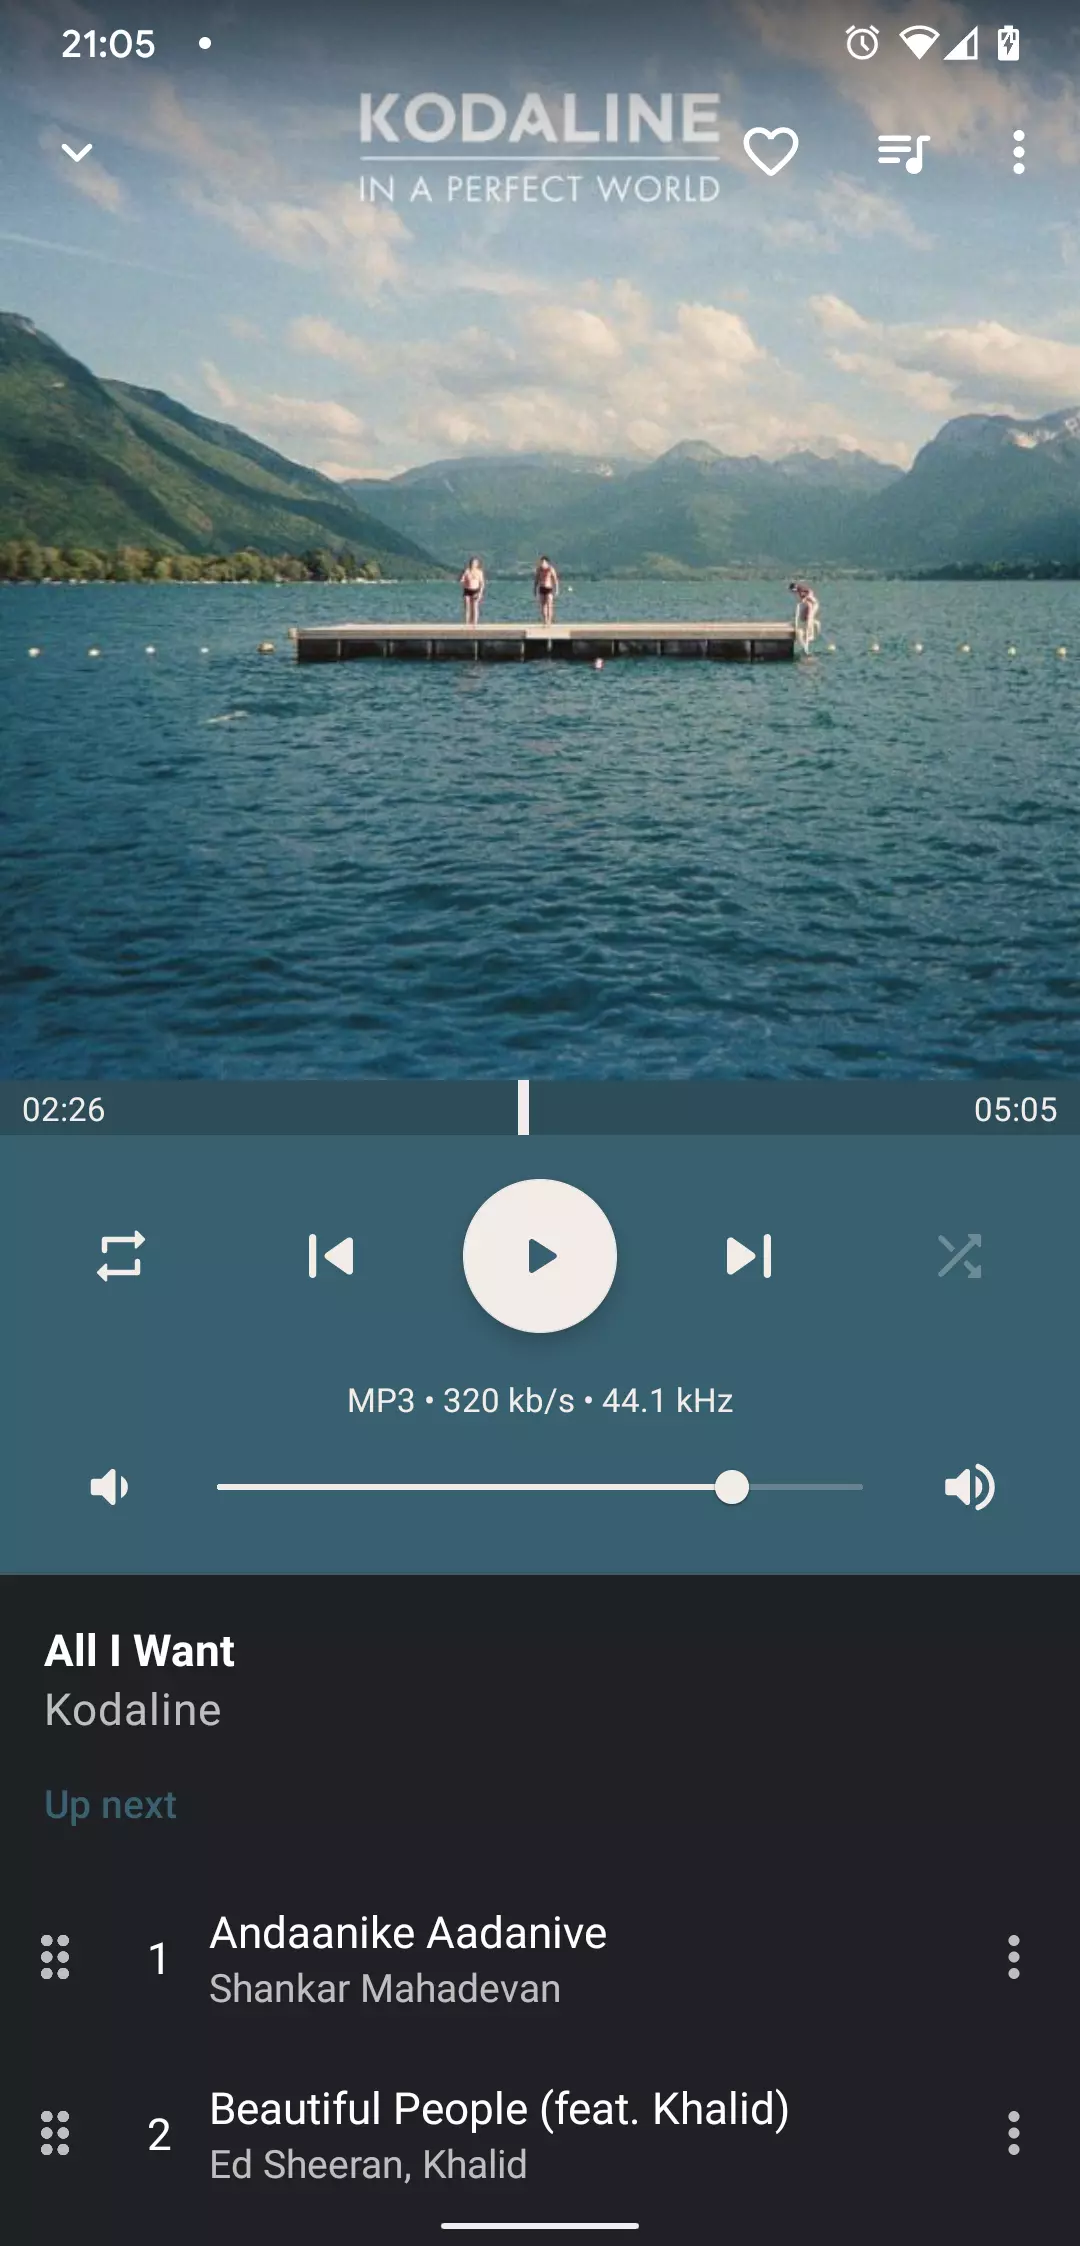 21:05
KODALINE
IN A PERFECT WORLD
02:26 05:05
MP3 • 320 kb/s • 44.1 kHz
All I Want
Kodaline
Up next
1 Andaanike Aadanive
Shankar Mahadevan
2 Beautiful People (feat. Khalid)
Ed Sheeran, Khalid